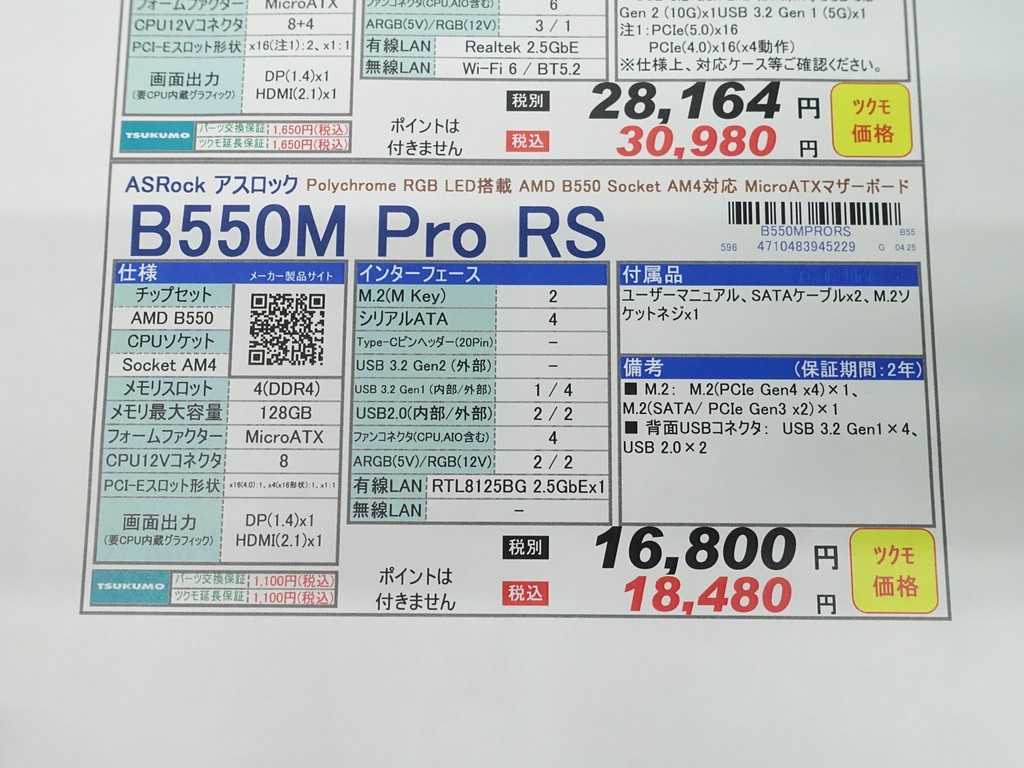 フォームファクター MicroATX
CPU12Vコネクタ 8+4
PCI-Eスロット形状 x16(注1):2、x1:1
画面出力
(要CPU内蔵グラフィック)
DP(1.4)x1
HDMI(2.1)x1
ファンコネクタ(CPU,AIO含む) 6
ARGB(5V)/RGB(12V) 3 / 1
有線LAN Realtek 2.5GbE
無線LAN Wi-Fi 6 / BT5.2
Gen 2 (10G)x1USB 3.2 Gen 1 (5G)x1
注1:PCIe(5.0)x16
PCIe(4.0)x16(x4動作)
※仕様上、対応ケース等ご確認ください。
TSUKUMO
パーツ交換保証 1,650円(税込)
ツクモ延長保証 1,650円(税込)
ポイントは
付きません
税別 28,164 円
税込 30,980 円
ツクモ
価格
ASRock アスロック Polychrome RGB LED搭載 AMD B550 Socket AM4対応 MicroATXマザーボード
B550M Pro RS
B550MPRORS B55
596 4710483945229 G 04.25
仕様 メーカー製品サイト
チップセット
AMD B550
CPUソケット
Socket AM4
メモリスロット 4(DDR4)
メモリ最大容量 128GB
フォームファクター MicroATX
CPU12Vコネクタ 8
PCI-Eスロット形状 x16(4.0):1、x4(x16形状):1、x1:1
画面出力
(要CPU内蔵グラフィック)
DP(1.4)x1
HDMI(2.1)x1
インターフェース
M.2(M Key) 2
シリアルATA 4
Type-Cピンヘッダー(20Pin) −
USB 3.2 Gen2 (外部) −
USB 3.2 Gen1 (内部/外部) 1 / 4
USB2.0(内部/外部) 2 / 2
ファンコネクタ(CPU,AIO含む) 4
ARGB(5V)/RGB(12V) 2 / 2
有線LAN RTL8125BG 2.5GbEx1
無線LAN −
付属品
ユーザーマニュアル、SATAケーブルx2、M.2ソ
ケットネジx1
備考 (保証期間:2年)
■ M.2: M.2(PCIe Gen4 x4)×1、
M.2(SATA/ PCIe Gen3 x2)×1
■ 背面USBコネクタ: USB 3.2 Gen1×4、
USB 2.0×2
TSUKUMO
パーツ交換保証 1,100円(税込)
ツクモ延長保証 1,100円(税込)
ポイントは
付きません
税別 16,800 円
税込 18,480 円
ツクモ
価格